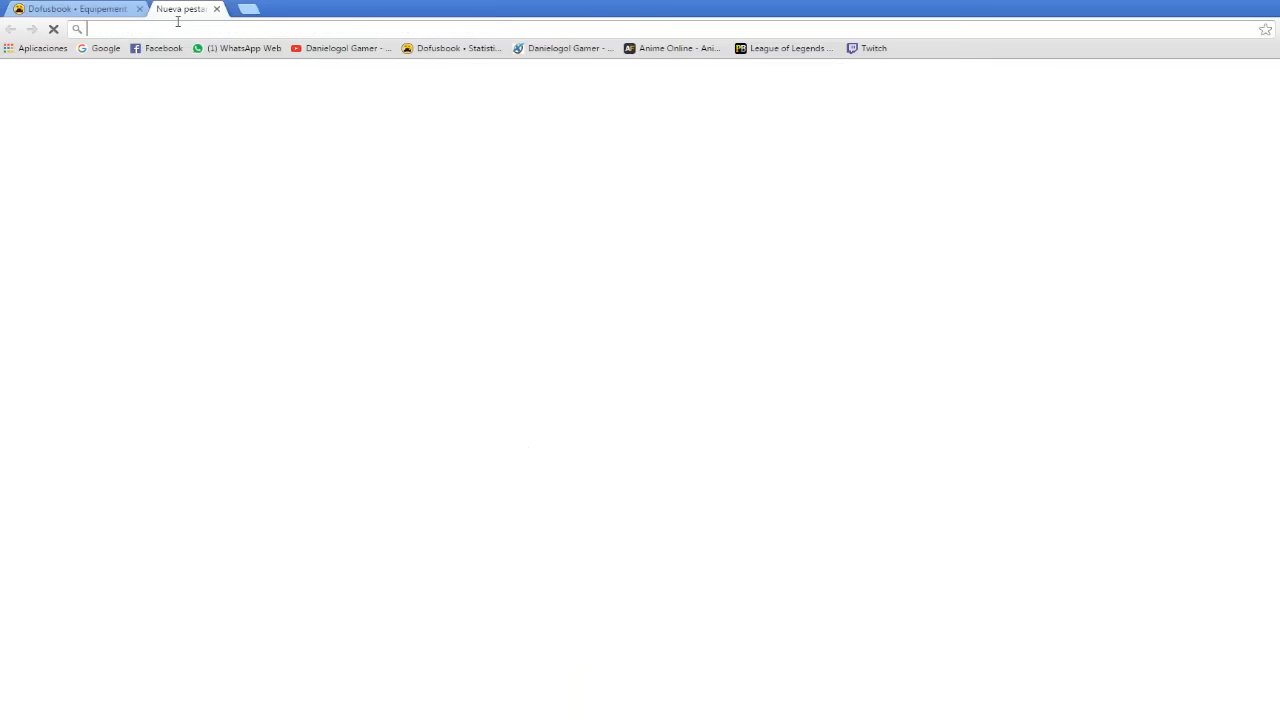 Dofusbook • Equipement
Nueva pesta
Aplicaciones
Google
Facebook
(1) WhatsApp Web
Danielogol Gamer - ...
Dofusbook • Statisti...
Danielogol Gamer - ...
Anime Online - Ani...
League of Legends ...
Twitch